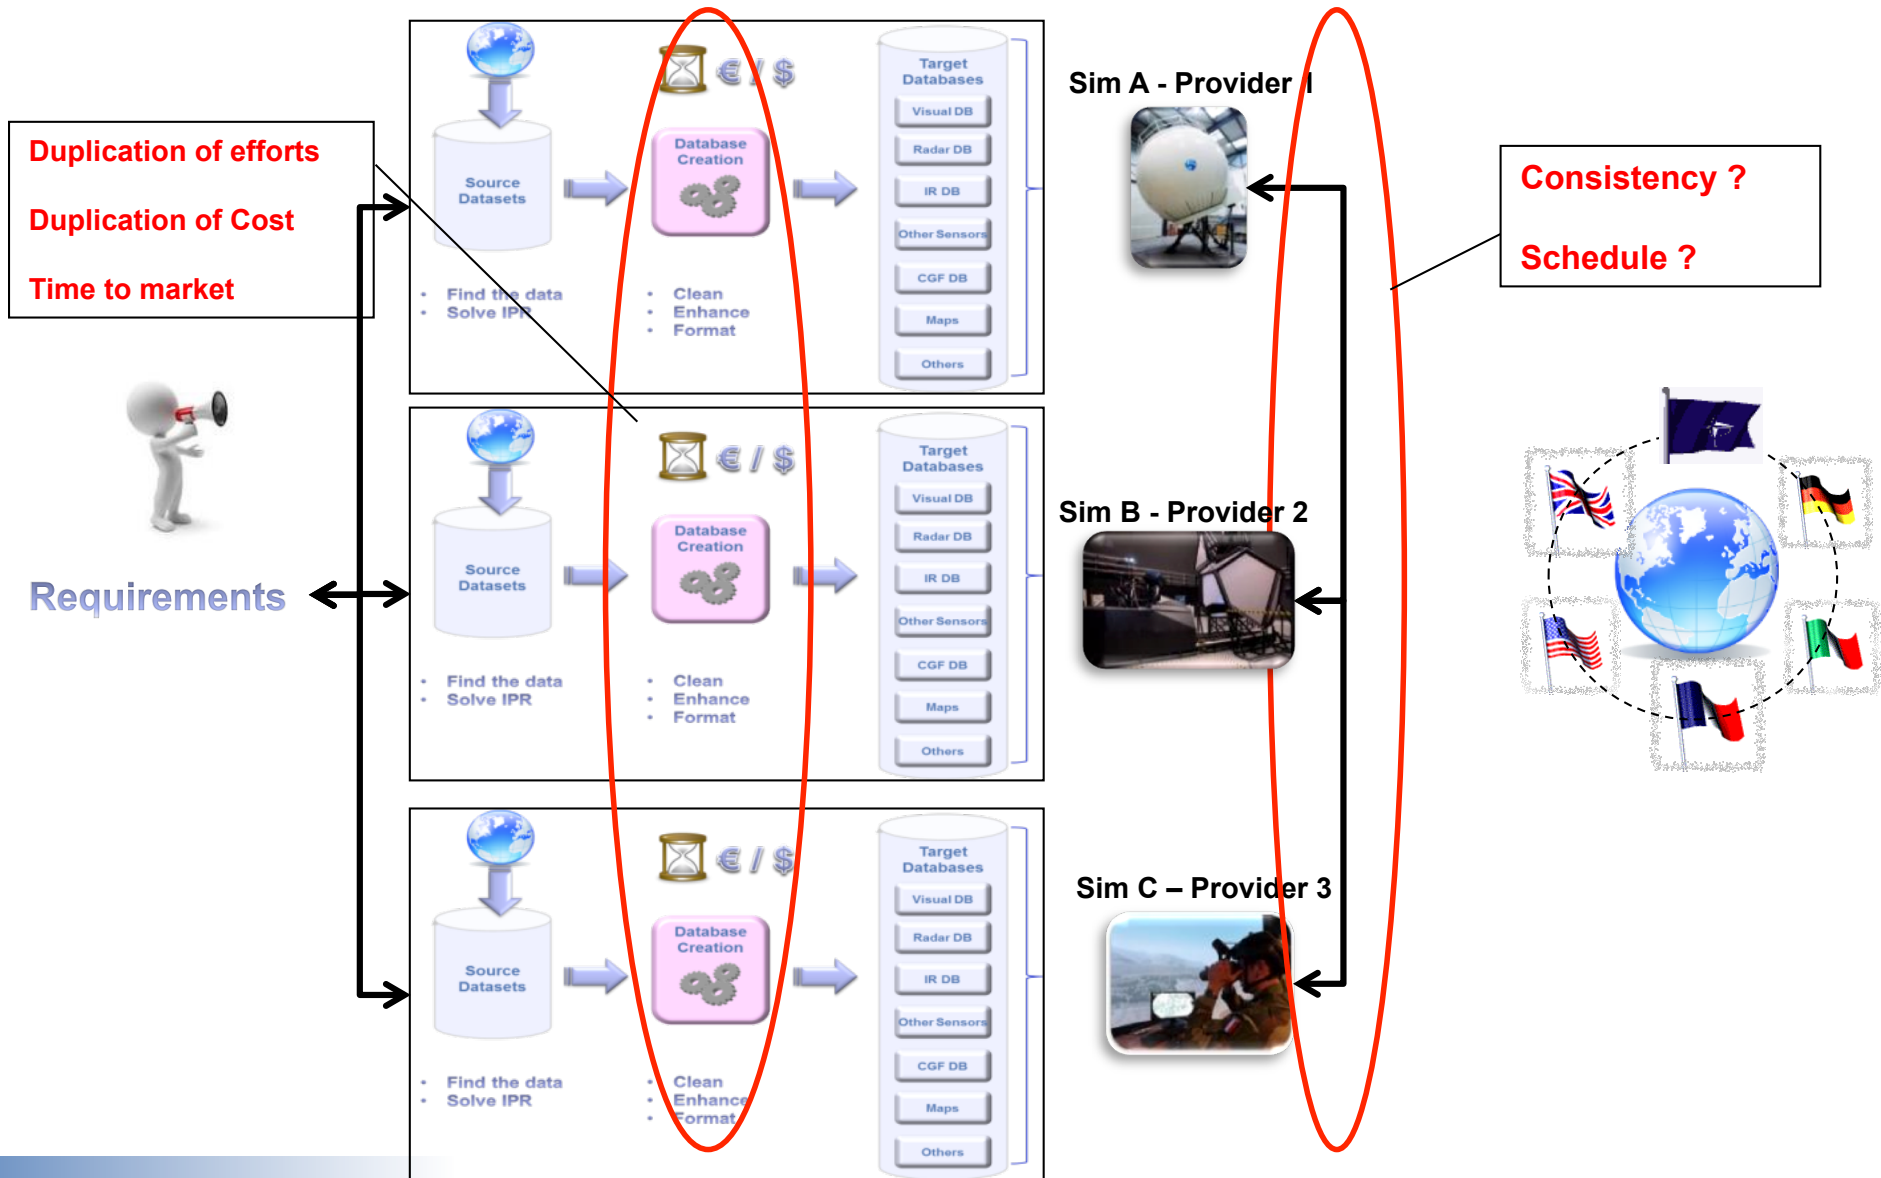 Duplication of efforts
Duplication of Cost
Time to market
Requirements
€ / $
Source
Datasets
Database
Creation
• Find the data
• Solve IPR
• Clean
• Enhance
• Format
Target
Databases
Visual DB
Radar DB
IR DB
Other Sensors
CGF DB
Maps
Others
Sim A - Provider 1
€ / $
Source
Datasets
Database
Creation
• Find the data
• Solve IPR
• Clean
• Enhance
• Format
Target
Databases
Visual DB
Radar DB
IR DB
Other Sensors
CGF DB
Maps
Others
Sim B - Provider 2
€ / $
Source
Datasets
Database
Creation
• Find the data
• Solve IPR
• Clean
• Enhance
• Format
Target
Databases
Visual DB
Radar DB
IR DB
Other Sensors
CGF DB
Maps
Others
Sim C – Provider 3
Consistency ?
Schedule ?